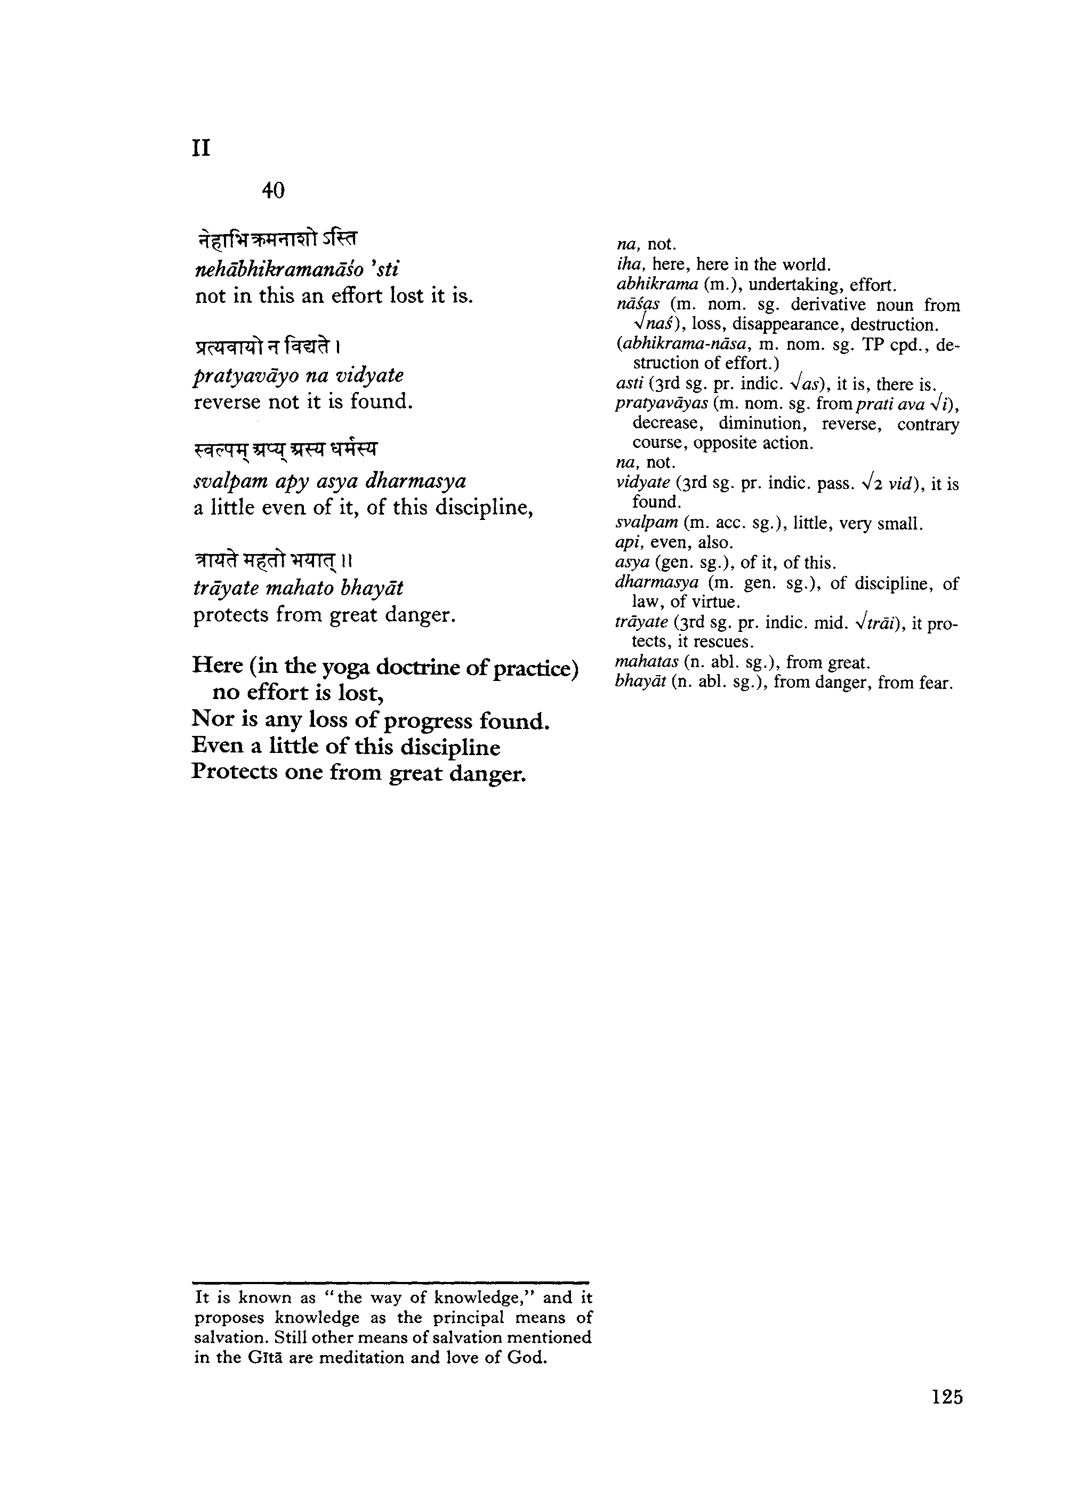 II
40
नेहाभिक्रमनाशो ऽस्ति
nehābhikramanāśo 'sti
not in this an effort lost it is.
प्रत्यवायो न विद्यते ।
pratyavāyo na vidyate
reverse not it is found.
स्वल्पम् अप्य् अस्य धर्मस्य
svalpam apy asya dharmasya
a little even of it, of this discipline,
त्रायते महतो भयात् ॥
trāyate mahato bhayāt
protects from great danger.
Here (in the yoga doctrine of practice)
no effort is lost,
Nor is any loss of progress found.
Even a little of this discipline
Protects one from great danger.
na, not.
iha, here, here in the world.
abhikrama (m.), undertaking, effort.
nāśas (m. nom. sg. derivative noun from
√naś), loss, disappearance, destruction.
(abhikrama-nāsa, m. nom. sg. TP cpd., de-
struction of effort.)
asti (3rd sg. pr. indic. √as), it is, there is.
pratyavāyas (m. nom. sg. from prati ava √i),
decrease, diminution, reverse, contrary
course, opposite action.
na, not.
vidyate (3rd sg. pr. indic. pass. √2 vid), it is
found.
svalpam (m. acc. sg.), little, very small.
api, even, also.
asya (gen. sg.), of it, of this.
dharmasya (m. gen. sg.), of discipline, of
law, of virtue.
trāyate (3rd sg. pr. indic. mid. √trāi), it pro-
tects, it rescues.
mahatas (n. abl. sg.), from great.
bhayāt (n. abl. sg.), from danger, from fear.
It is known as "the way of knowledge," and it
proposes knowledge as the principal means of
salvation. Still other means of salvation mentioned
in the Gītā are meditation and love of God.
125